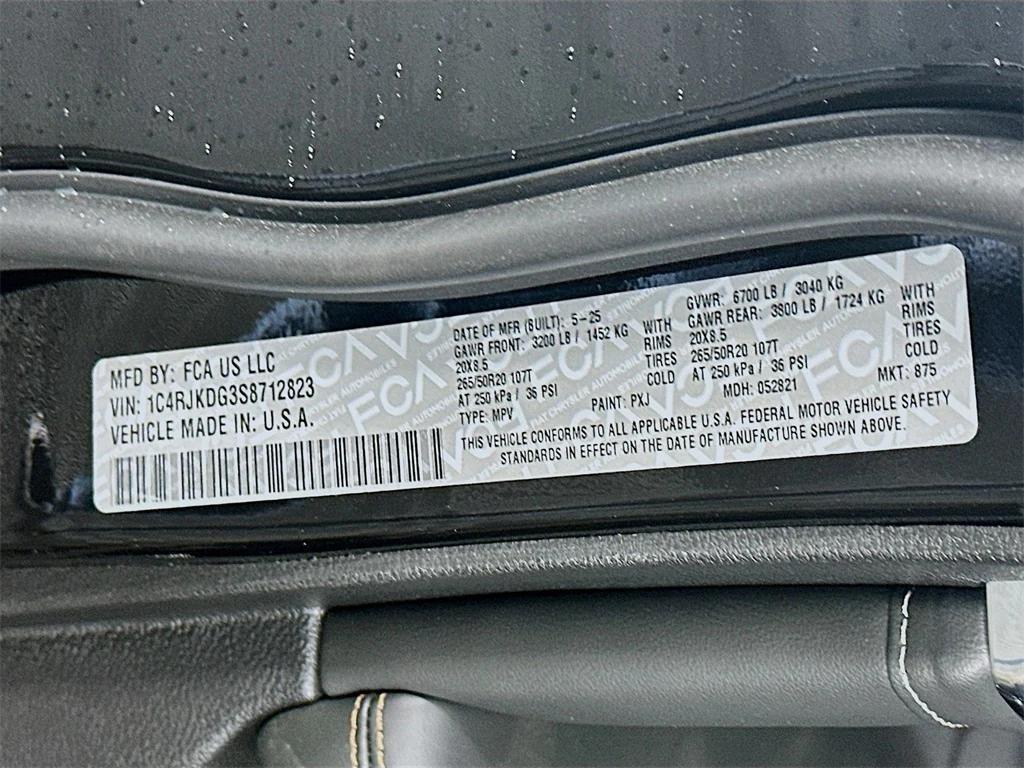 MFD BY: FCA US LLC
VIN: 1C4RJKDG3S8712823
VEHICLE MADE IN: U.S.A.
DATE OF MFR (BUILT): 5-25
GAWR FRONT: 3200 LB / 1452 KG WITH
20X8.5 RIMS
265/50R20 107T TIRES
AT 250 kPa / 36 PSI
TYPE: MPV
PAINT: PXJ
GVWR: 6700 LB / 3040 KG
GAWR REAR: 3800 LB / 1724 KG WITH
20X8.5 RIMS
265/50R20 107T TIRES
AT 250 kPa / 36 PSI
MDH: 052821
MKT: 875
THIS VEHICLE CONFORMS TO ALL APPLICABLE U.S.A. FEDERAL MOTOR VEHICLE SAFETY
STANDARDS IN EFFECT ON THE DATE OF MANUFACTURE SHOWN ABOVE.